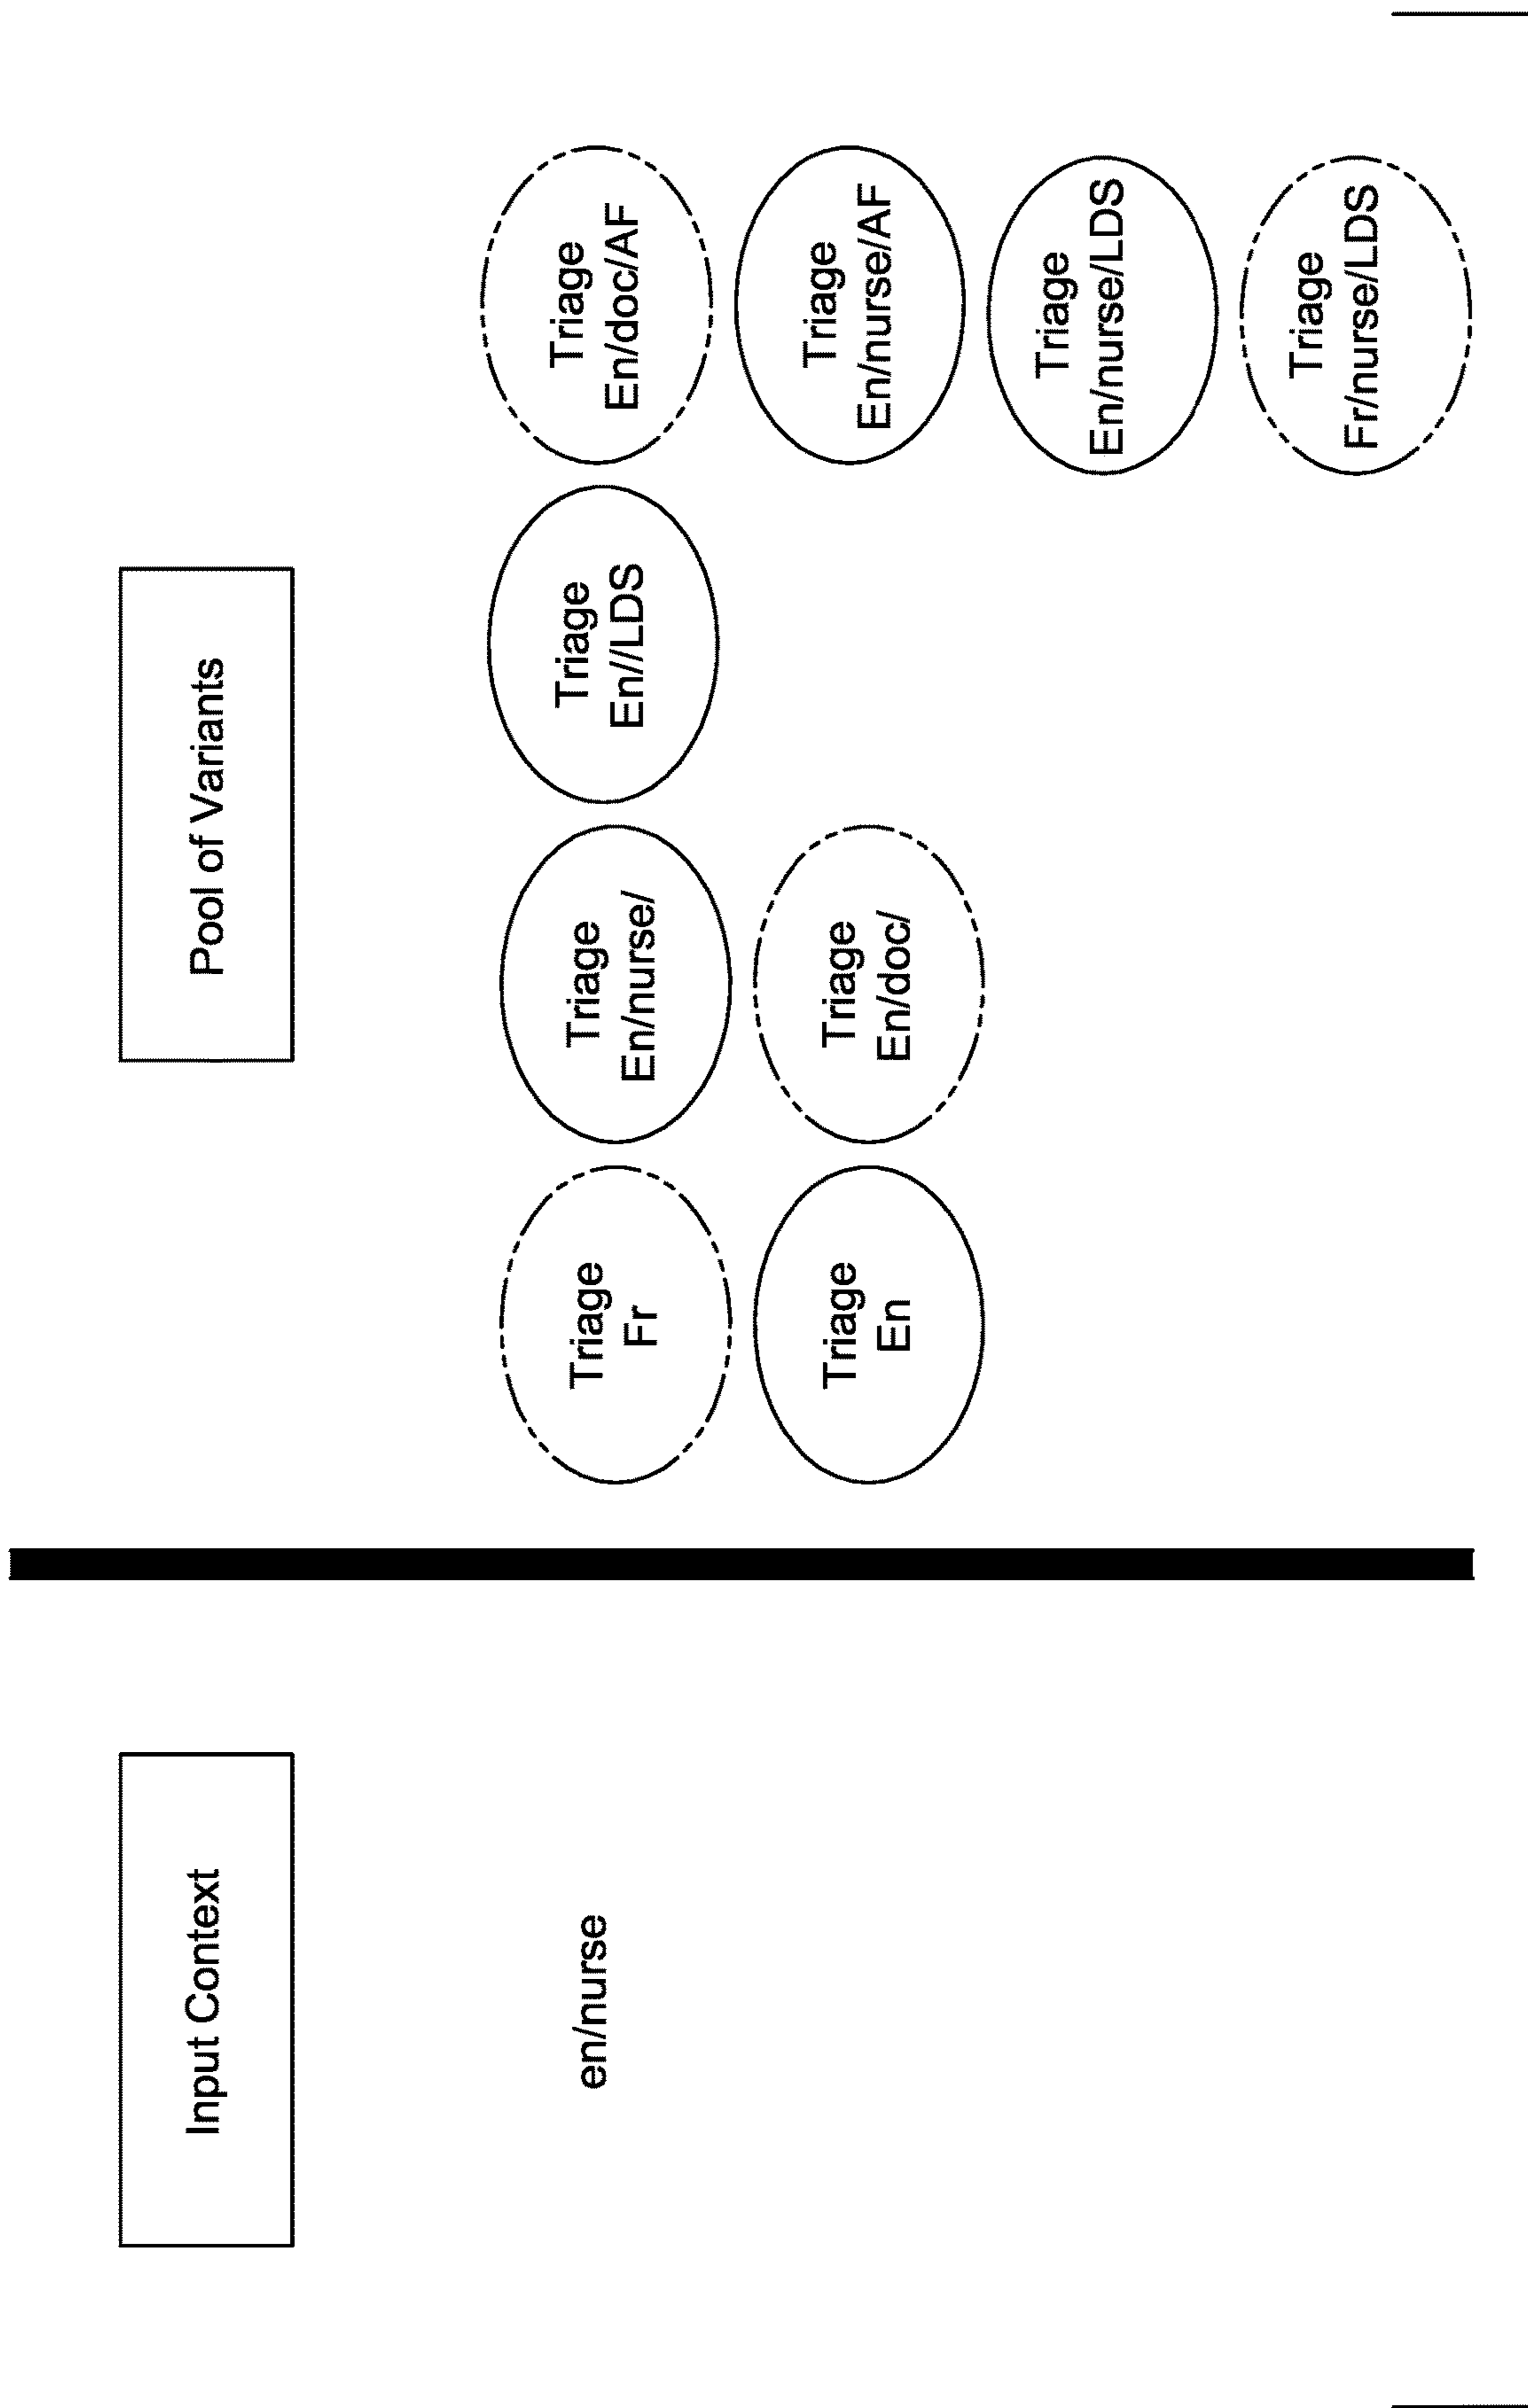 Input Context
Pool of Variants
en/nurse
Triage
Fr
Triage
En/nurse/
Triage
En//LDS
Triage
En/doc/AF
Triage
En
Triage
En/doc/
Triage
En/nurse/AF
Triage
En/nurse/LDS
Triage
Fr/nurse/LDS